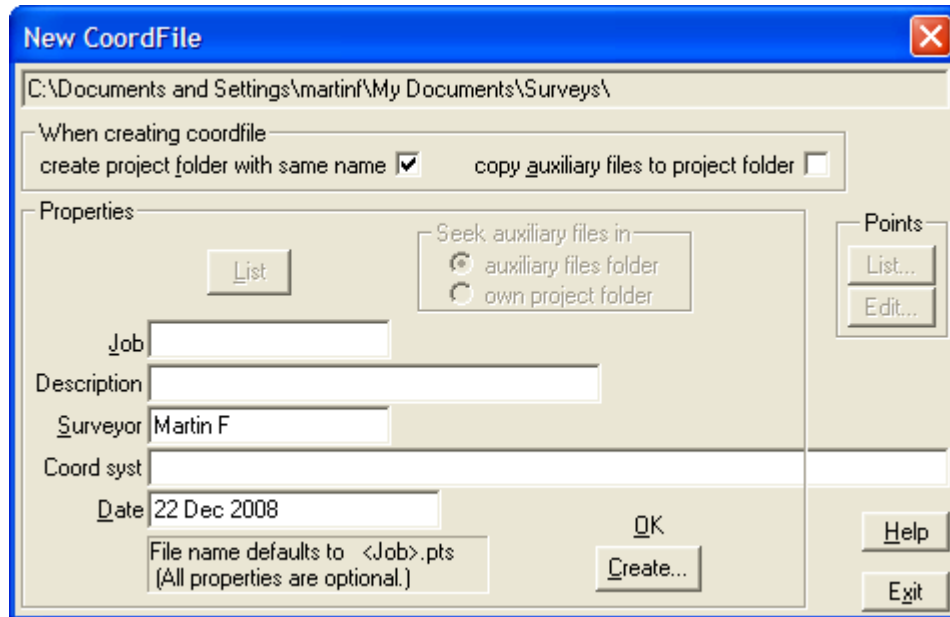 New CoordFile
C:\Documents and Settings\martinf\My Documents\Surveys\
When creating coordfile
create project folder with same name
copy auxiliary files to project folder
Properties
List
Seek auxiliary files in
auxiliary files folder
own project folder
Points
List...
Edit...
Job
Description
Surveyor Martin F
Coord syst
Date 22 Dec 2008
File name defaults to <Job>.pts
(All properties are optional.)
OK
Create...
Help
Exit